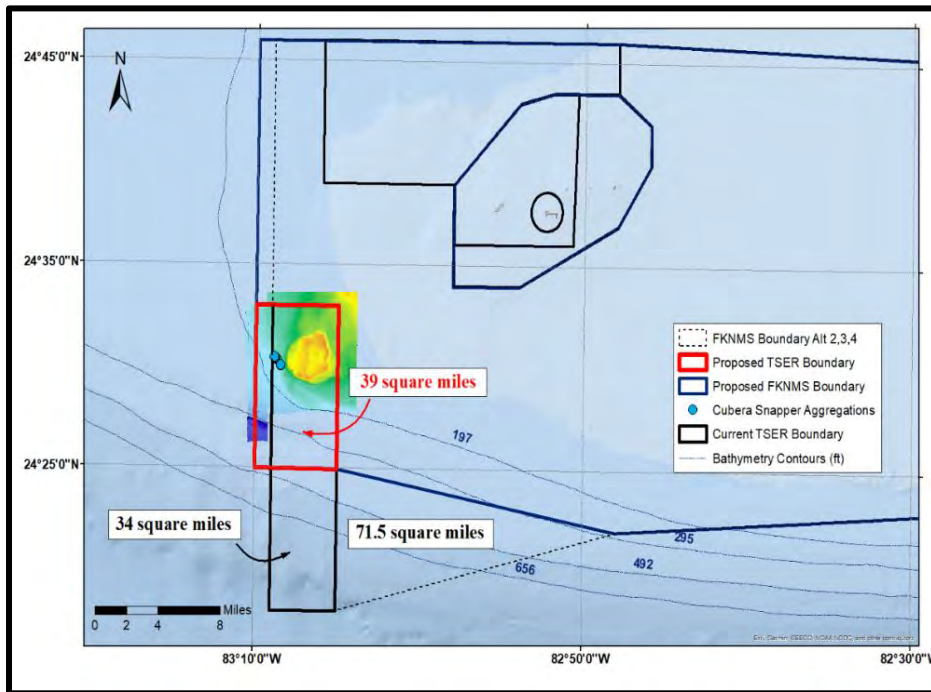 24°45'0"N
N
24°35'0"N
FKNMS Boundary Alt 2,3,4
Proposed TSER Boundary
Proposed FKNMS Boundary
Cubera Snapper Aggregations
Current TSER Boundary
Bathymetry Contours (ft)
39 square miles
197
24°25'0"N
34 square miles
71.5 square miles
295
492
656
Miles
0 2 4 8
83°10'0"W
82°50'0"W
82°30'0"W